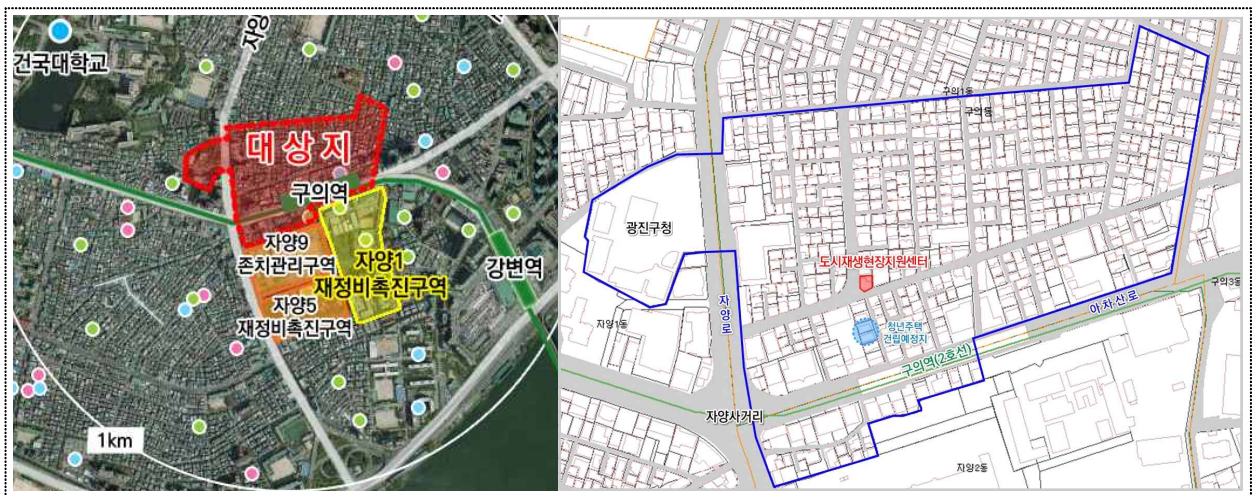 건국대학교
자양
대상지
구의역
자양9
존치관리구역
자양1
재정비촉진구역
자양5
재정비촉진구역
강변역
1km
구의1동
구의동
광진구청
도시재생현장지원센터
자양1동
자양로
청년주택
건립예정지
아차산로
구의3동
구의역(2호선)
자양사거리
자양2동